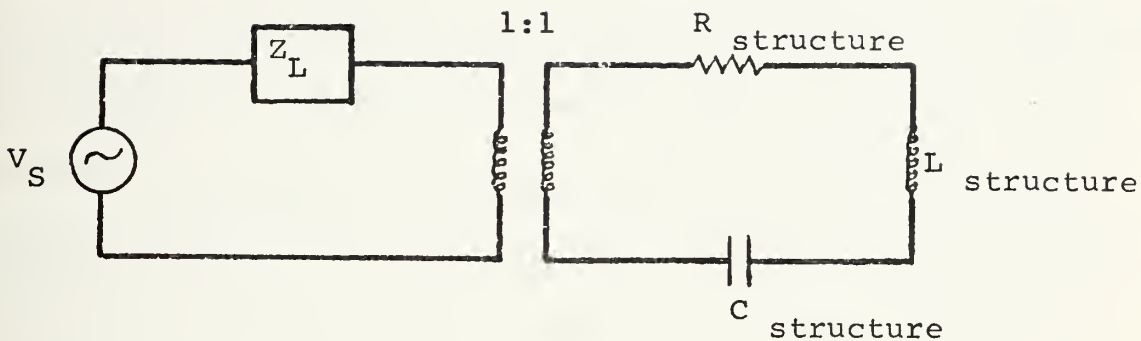 1:1
R structure
Z L
V S
L structure
C structure